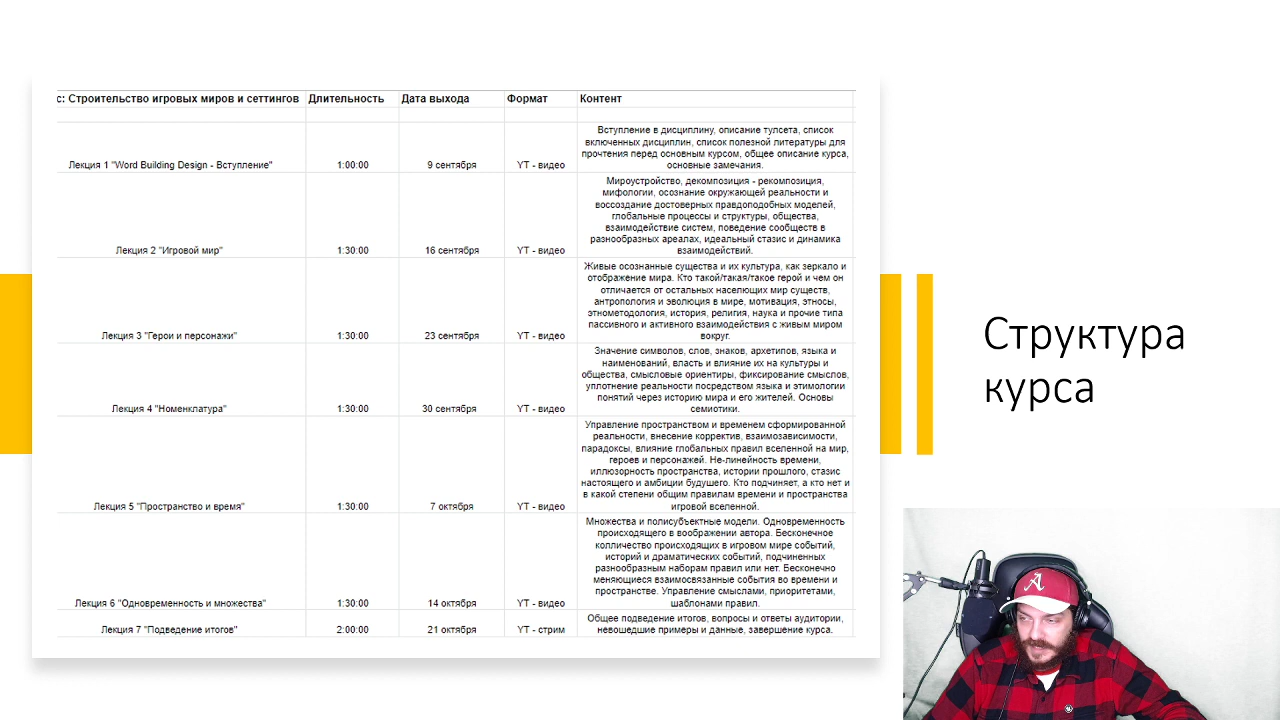 с: Строительство игровых миров и сеттингов Длительность Дата выхода Формат Контент
Вступление в дисциплину, описание тулсета, список
включенных дисциплин, список полезной литературы для
прочтения перед основным курсом, общее описание курса,
Лекция 1 "Word Building Design - Вступление" 1:00:00 9 сентября YT - видео основные замечания.
Мироустройство, декомпозиция - рекомпозиция,
мифологии, осознание окружающей реальности и
воссоздание достоверных правдоподобных моделей,
глобальные процессы и структуры, общества,
взаимодействие систем, поведение сообществ в
разнообразных ареалах, идеальный стазис и динамика
Лекция 2 "Игровой мир" 1:30:00 16 сентября YT - видео взаимодействий.
Живые осознанные существа и их культура, как зеркало и
отображение мира. Кто такой/такая/такое герой и чем он
отличается от остальных населющих мир существ,
антропология и эволюция в мире, мотивация, этносы,
этнометодология, история, религия, наука и прочие типа
пассивного и активного взаимодействия с живым миром
Лекция 3 "Герои и персонажи" 1:30:00 23 сентября YT - видео вокруг.
Значение символов, слов, знаков, архетипов, языка и
наименований, власть и влияние их на культуры и
общества, смысловые ориентиры, фиксирование смыслов,
уплотнение реальности посредством языка и этимологии
понятий через историю мира и его жителей. Основы
Лекция 4 "Номенклатура" 1:30:00 30 сентября YT - видео семиотики.
Управление пространством и временем сформированной
реальности, внесение корректив, взаимозависимости,
парадоксы, влияние глобальных правил вселенной на мир,
героев и персонажей. Не-линейность времени,
иллюзорность пространства, истории прошлого, стазис
настоящего и амбиции будущего. Кто подчиняет, а кто нет и
в какой степени общим правилам времени и пространства
Лекция 5 "Пространство и время" 1:30:00 7 октября YT - видео игровой вселенной.
Множества и полисубъектные модели. Одновременность
происходящего в воображении автора. Бесконечное
колличество происходящих в игровом мире событий,
историй и драматических событий, подчиненных
разнообразным наборам правил или нет. Бесконечно
меняющиеся взаимосвязанные события во времени и
пространстве. Управление смыслами, приоритетами,
Лекция 6 "Одновременность и множества" 1:30:00 14 октября YT - видео шаблонами правил.
Общее подведение итогов, вопросы и ответы аудитории,
Лекция 7 "Подведение итогов" 2:00:00 21 октября YT - стрим невошедшие примеры и данные, завершение курса.
Структура
курса
A